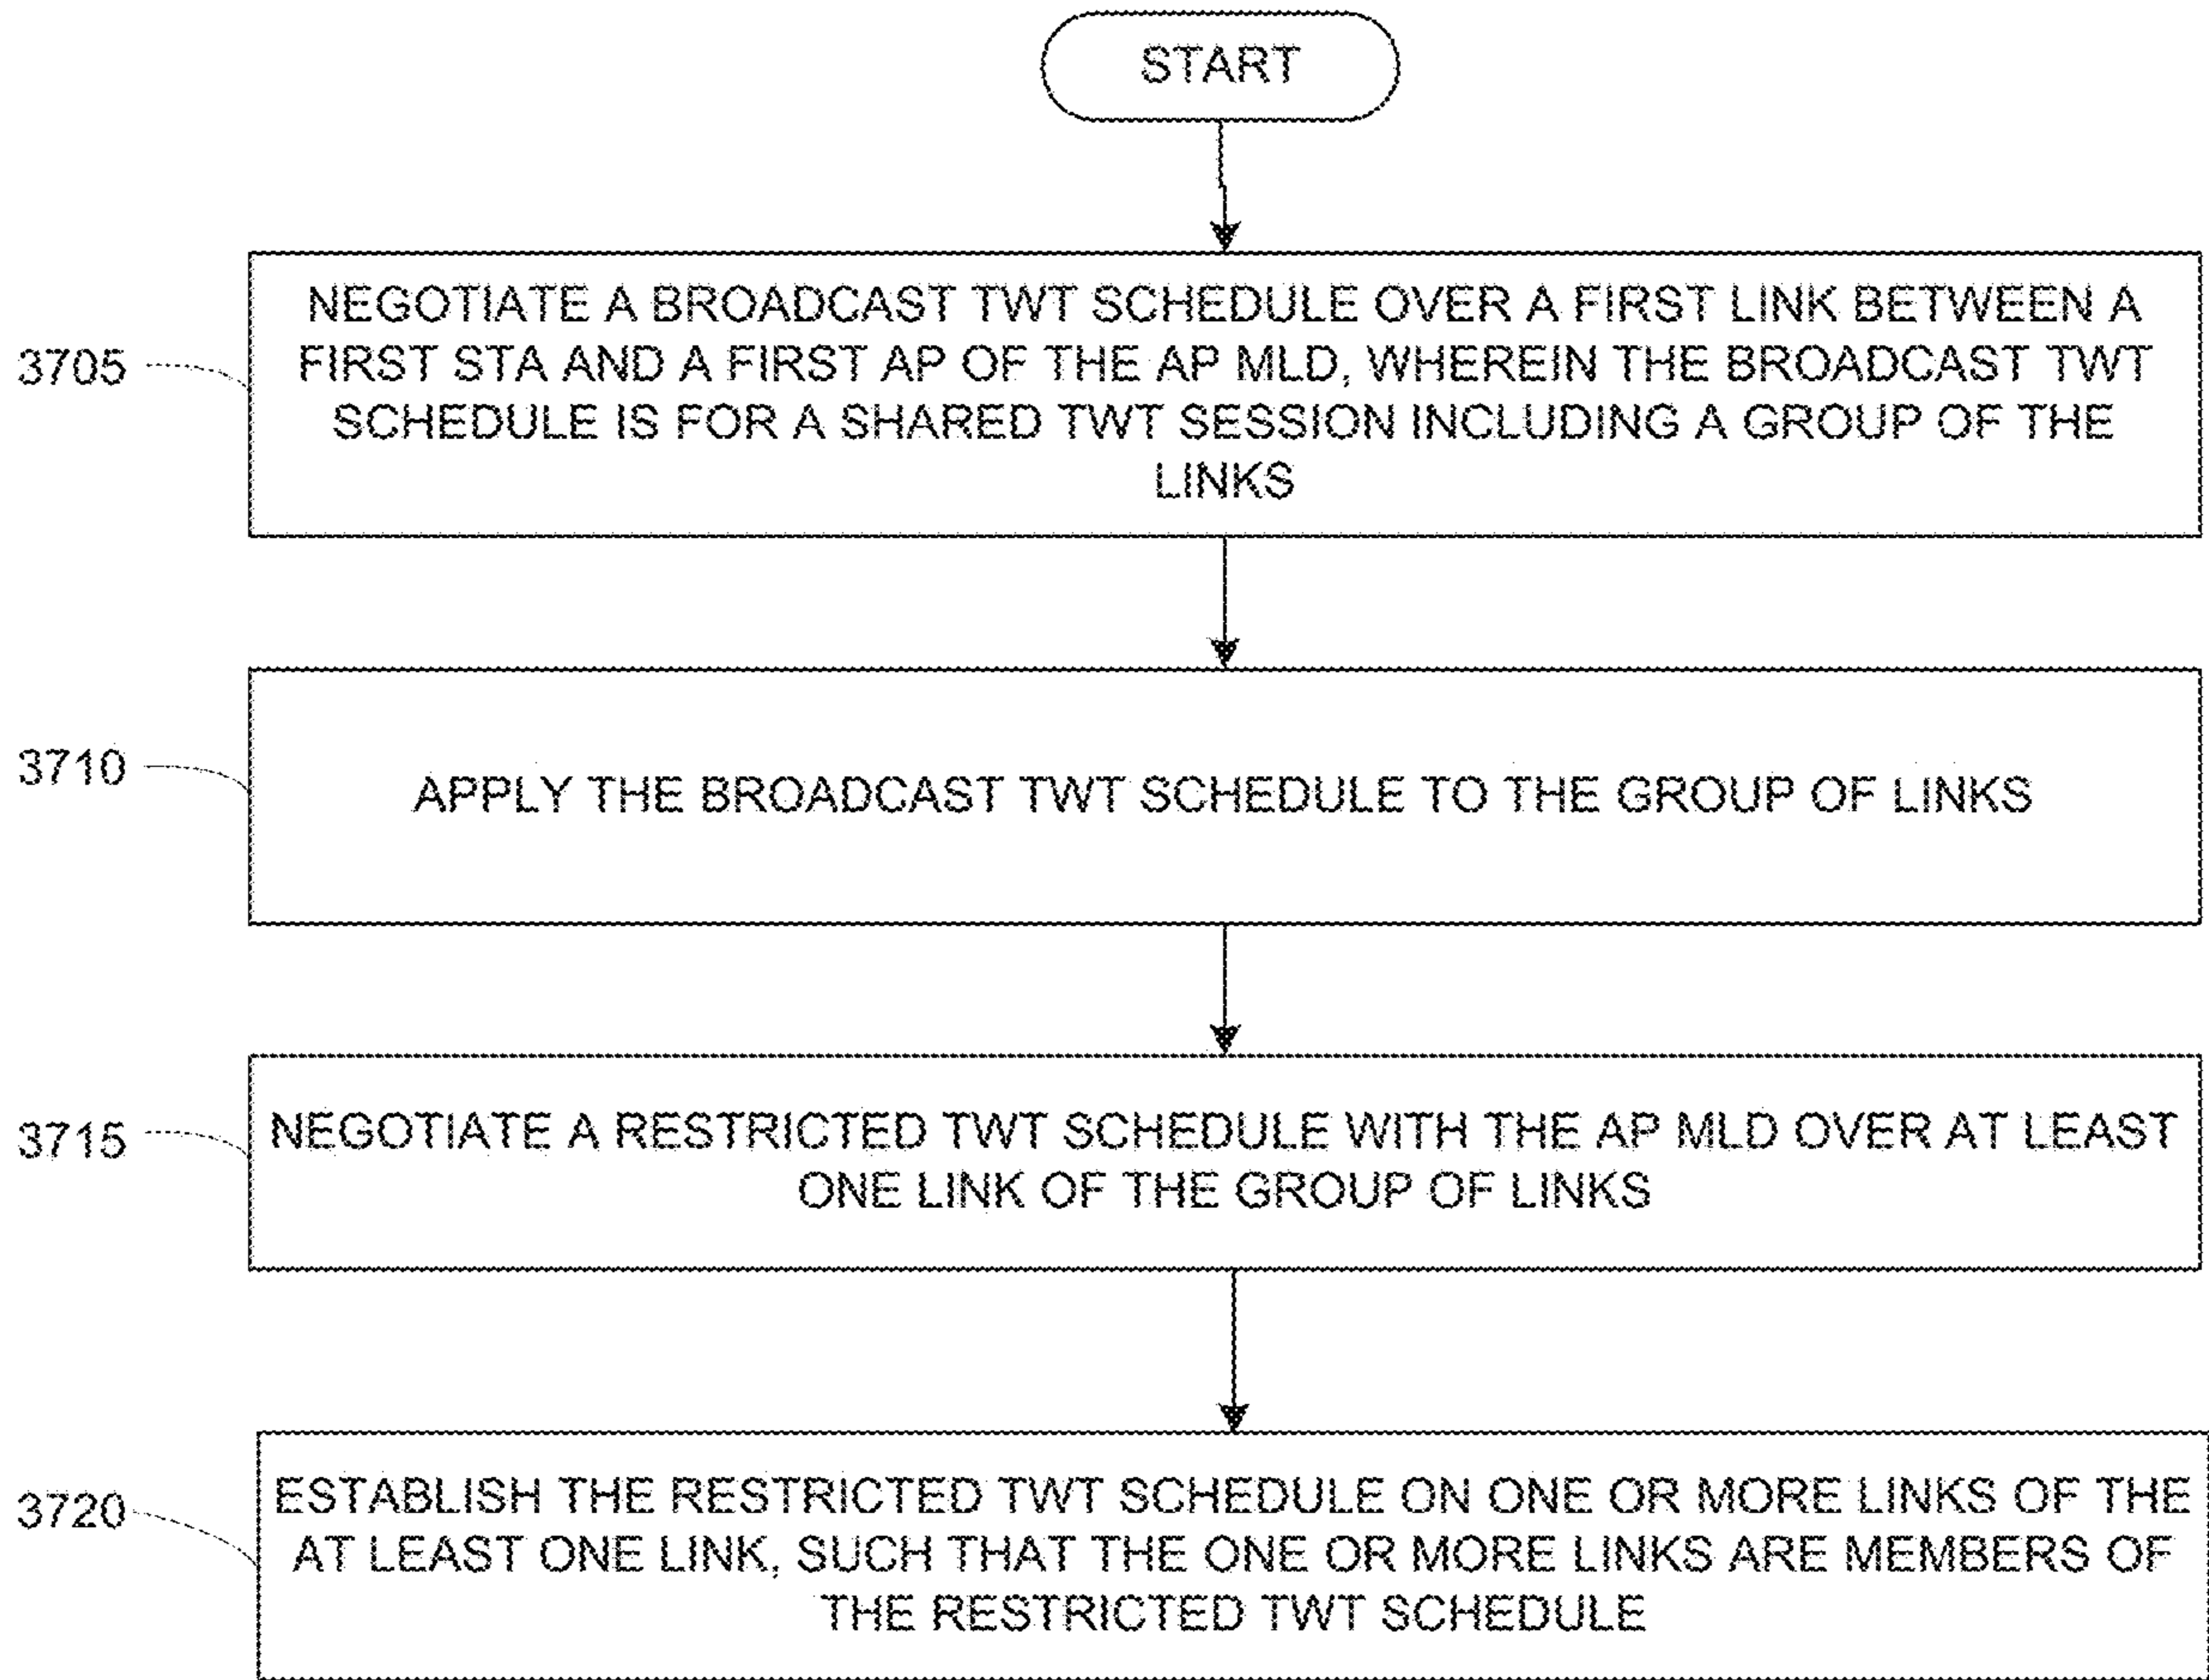 START
3705
NEGOTIATE A BROADCAST TWT SCHEDULE OVER A FIRST LINK BETWEEN A
FIRST STA AND A FIRST AP OF THE AP MLD, WHEREIN THE BROADCAST TWT
SCHEDULE IS FOR A SHARED TWT SESSION INCLUDING A GROUP OF THE
LINKS
3710
APPLY THE BROADCAST TWT SCHEDULE TO THE GROUP OF LINKS
3715
NEGOTIATE A RESTRICTED TWT SCHEDULE WITH THE AP MLD OVER AT LEAST
ONE LINK OF THE GROUP OF LINKS
3720
ESTABLISH THE RESTRICTED TWT SCHEDULE ON ONE OR MORE LINKS OF THE
AT LEAST ONE LINK, SUCH THAT THE ONE OR MORE LINKS ARE MEMBERS OF
THE RESTRICTED TWT SCHEDULE